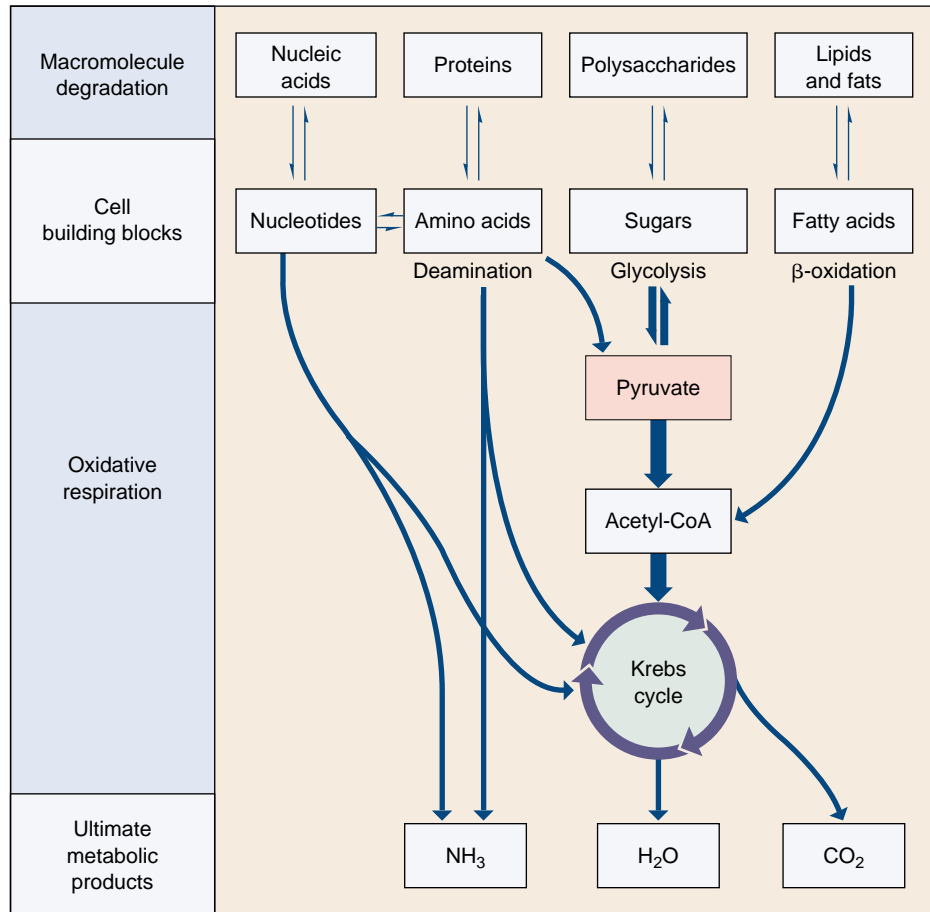 Macromolecule
degradation
Nucleic
acids
Proteins
Polysaccharides
Lipids
and fats
Cell
building blocks
Nucleotides
Amino acids
Sugars
Fatty acids
Deamination
Glycolysis
β-oxidation
Oxidative
respiration
Pyruvate
Acetyl-CoA
Krebs
cycle
Ultimate
metabolic
products
NH₃
H₂O
CO₂